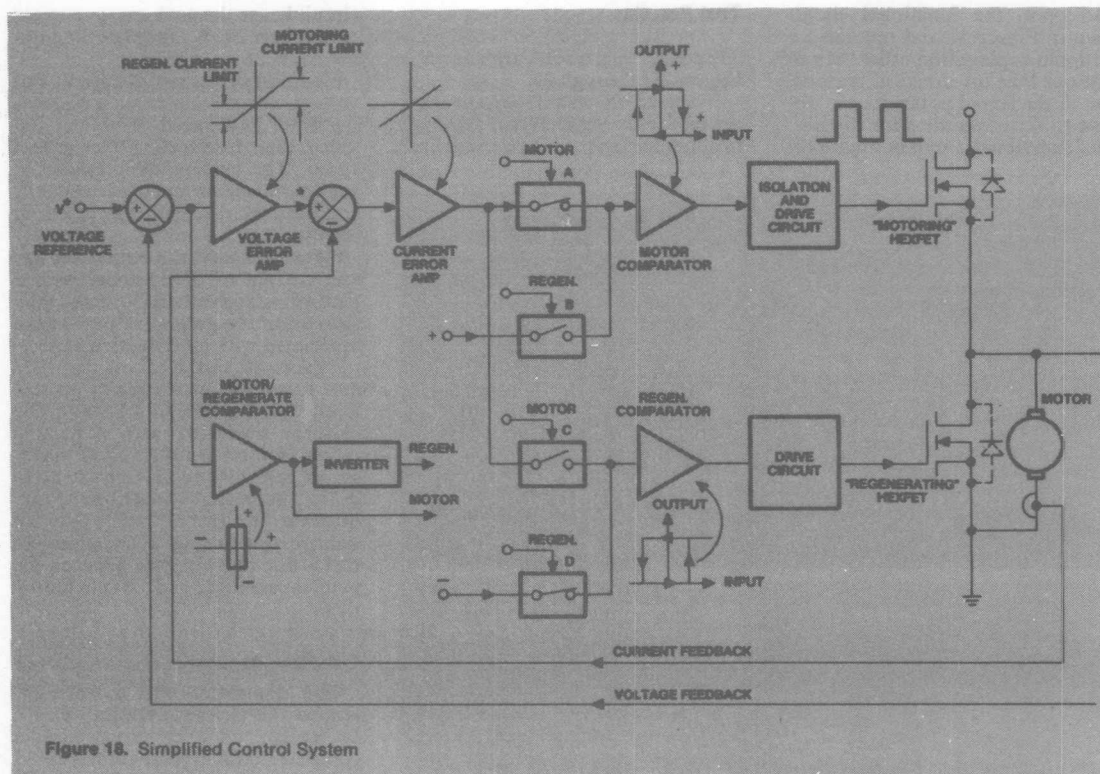 MOTORING
CURRENT LIMIT
REGEN. CURRENT
LIMIT
OUTPUT
+
+
INPUT
MOTOR
A
ISOLATION
AND
DRIVE
CIRCUIT
"MOTORING"
HEXFET
V*
+
−
VOLTAGE
REFERENCE
VOLTAGE
ERROR
AMP
+
−
CURRENT
ERROR
AMP
MOTOR
COMPARATOR
REGEN.
B
+
MOTOR/
REGENERATE
COMPARATOR
INVERTER
REGEN.
MOTOR
−
+
+
−
MOTOR
C
REGEN.
COMPARATOR
DRIVE
CIRCUIT
"REGENERATING"
HEXFET
MOTOR
OUTPUT
INPUT
REGEN.
D
−
CURRENT FEEDBACK
VOLTAGE FEEDBACK
Figure 18. Simplified Control System